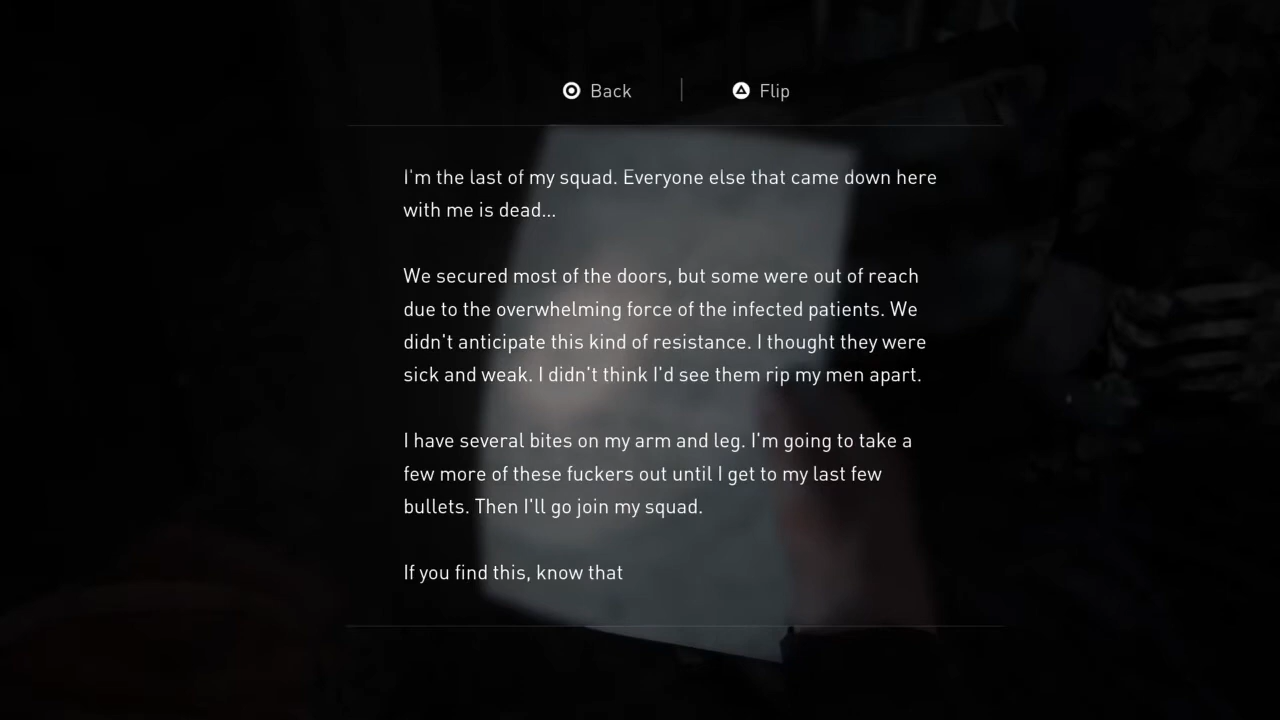 Back | Flip
I'm the last of my squad. Everyone else that came down here
with me is dead...
We secured most of the doors, but some were out of reach
due to the overwhelming force of the infected patients. We
didn't anticipate this kind of resistance. I thought they were
sick and weak. I didn't think I'd see them rip my men apart.
I have several bites on my arm and leg. I'm going to take a
few more of these fuckers out until I get to my last few
bullets. Then I'll go join my squad.
If you find this, know that